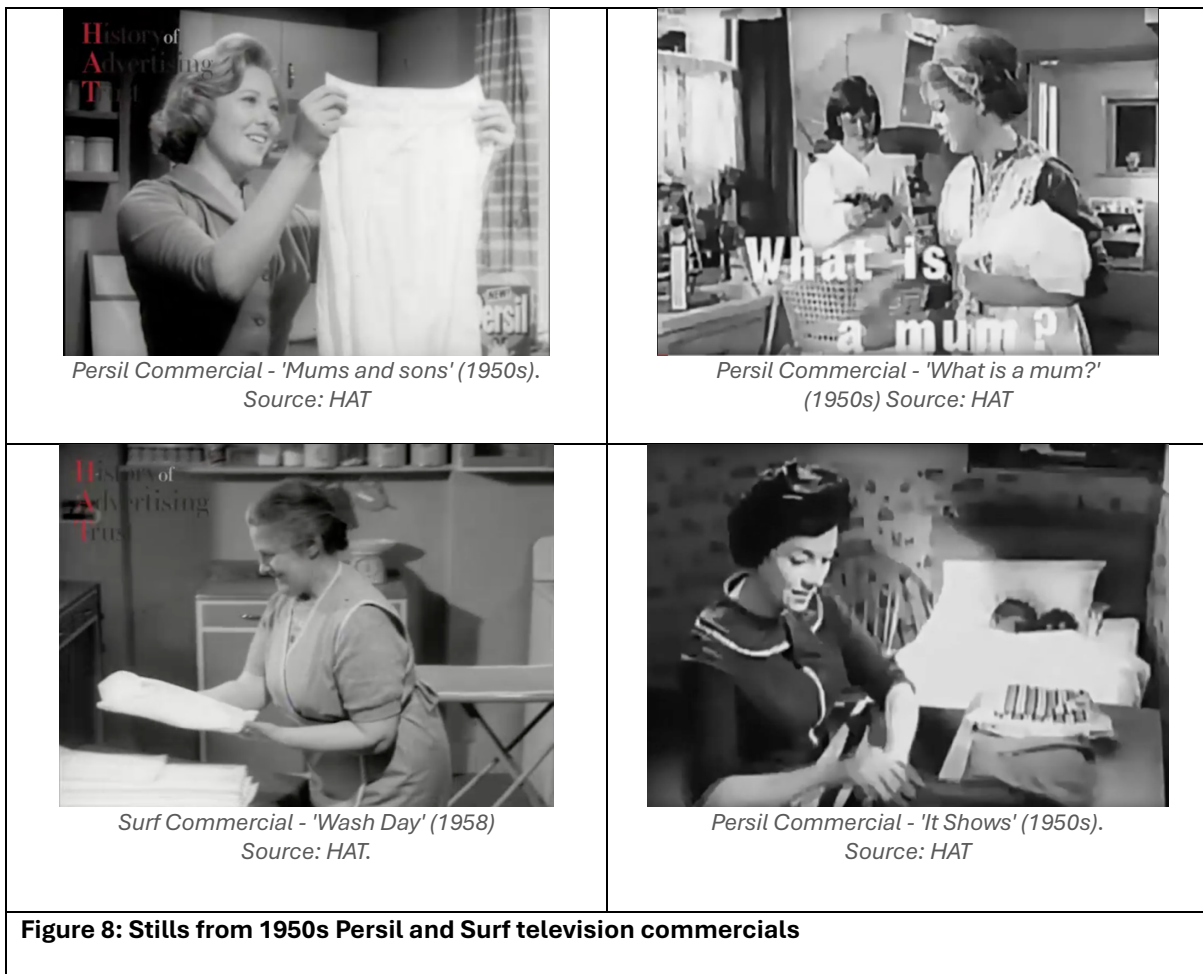 History of
Advertising
T
NEW!
ersil
Persil Commercial - 'Mums and sons' (1950s).
Source: HAT
What is
a mum?
Persil Commercial - 'What is a mum?'
(1950s) Source: HAT
History of
Advertising
Trust
Surf Commercial - 'Wash Day' (1958)
Source: HAT.
Persil Commercial - 'It Shows' (1950s).
Source: HAT
Figure 8: Stills from 1950s Persil and Surf television commercials